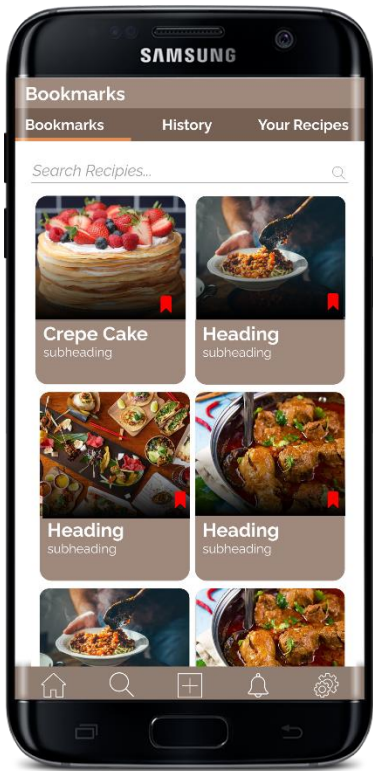 SAMSUNG
Bookmarks
Bookmarks History Your Recipes
Search Recipies...
Crepe Cake
subheading
Heading
subheading
Heading
subheading
Heading
subheading